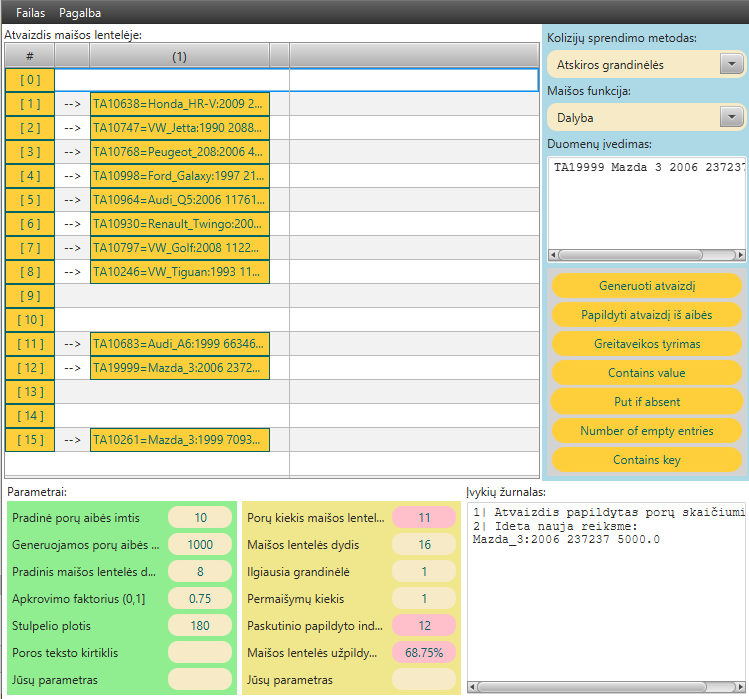 Failas Pagalba
Atvaizdis maišos lentelėje:
# (1)
[ 0 ]
[ 1 ] --> TA10638=Honda_HR-V:2009 2...
[ 2 ] --> TA10747=VW_Jetta:1990 2088...
[ 3 ] --> TA10768=Peugeot_208:2006 4...
[ 4 ] --> TA10998=Ford_Galaxy:1997 21...
[ 5 ] --> TA10964=Audi_Q5:2006 11761...
[ 6 ] --> TA10930=Renault_Twingo:200...
[ 7 ] --> TA10797=VW_Golf:2008 1122...
[ 8 ] --> TA10246=VW_Tiguan:1993 11...
[ 9 ]
[ 10 ]
[ 11 ] --> TA10683=Audi_A6:1999 66346...
[ 12 ] --> TA19999=Mazda_3:2006 2372...
[ 13 ]
[ 14 ]
[ 15 ] --> TA10261=Mazda_3:1999 7093...
Kolizijų sprendimo metodas:
Atskiros grandinėlės
Maišos funkcija:
Dalyba
Duomenų įvedimas:
TA19999 Mazda 3 2006 237237
Generuoti atvaizdį
Papildyti atvaizdį iš aibės
Greitaveikos tyrimas
Contains value
Put if absent
Number of empty entries
Contains key
Parametrai:
Pradinė porų aibės imtis 10
Generuojamos porų aibės ... 1000
Pradinis maišos lentelės d... 8
Apkrovimo faktorius (0,1] 0.75
Stulpelio plotis 180
Poros teksto kirtiklis
Jūsų parametras
Porų kiekis maišos lentel... 11
Maišos lentelės dydis 16
Ilgiausia grandinėlė 1
Permaišymų kiekis 1
Paskutinio papildyto ind... 12
Maišos lentelės užpildy... 68.75%
Jūsų parametras
Įvykių žurnalas:
1| Atvaizdis papildytas porų skaičiumi
2| Ideta nauja reiksme:
Mazda_3:2006 237237 5000.0